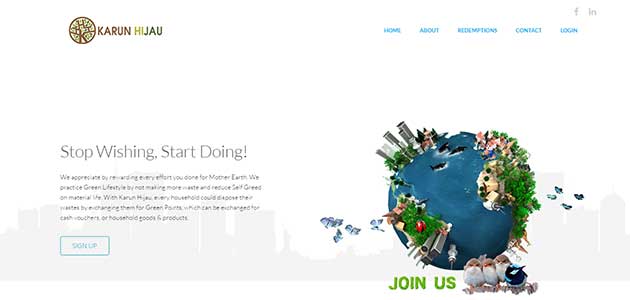 KARUN HIJAU
HOME ABOUT REDEMPTIONS CONTACT LOGIN
Stop Wishing, Start Doing!
We appreciate by rewarding every effort you done for Mother Earth. We
practice Green Lifestyle by not making more waste and reduce Self Greed
on material life. With Karun Hijau, every household could dispose their
wastes by exchanging them for Green Points, which can be exchanged for
cash vouchers, or household goods & products.
SIGN UP
JOIN US